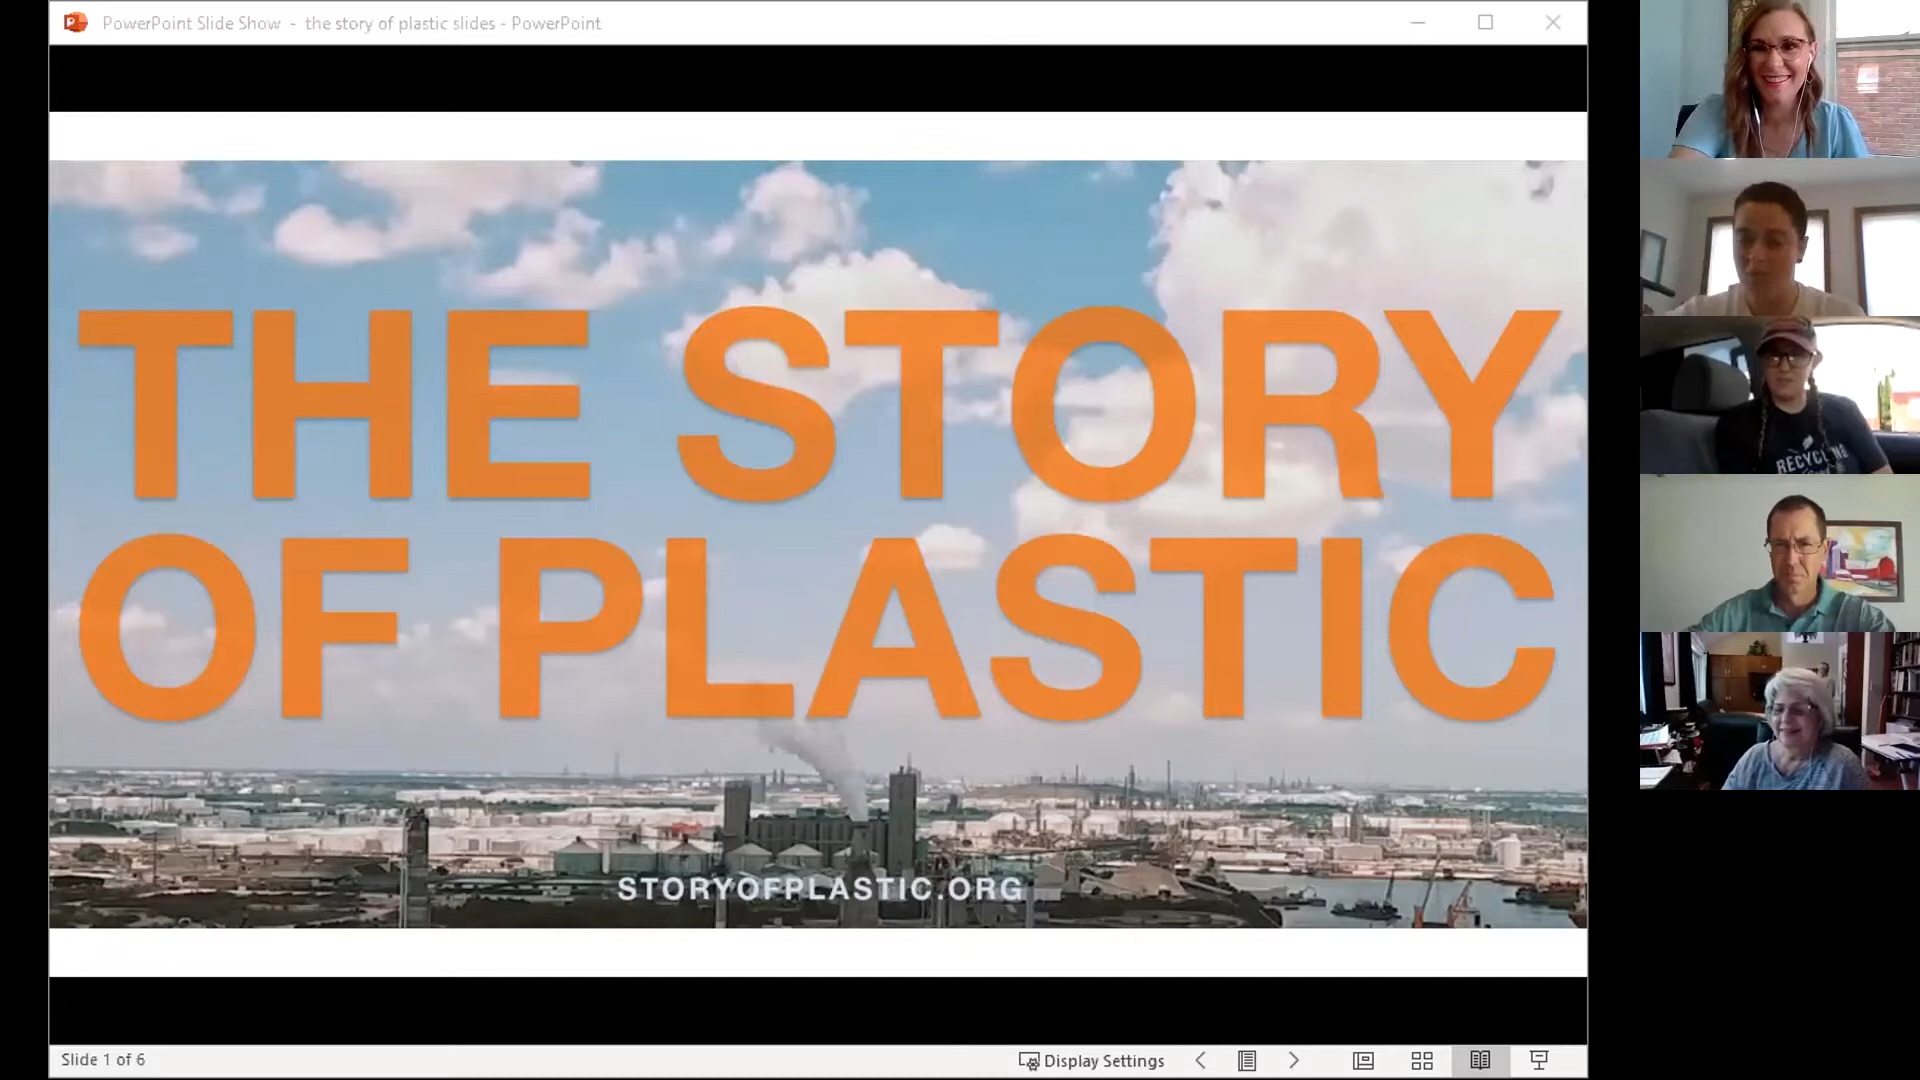 PowerPoint Slide Show - the story of plastic slides - PowerPoint
THE STORY
OF PLASTIC
STORYOFPLASTIC.ORG
Slide 1 of 6
Display Settings
RECYCLING